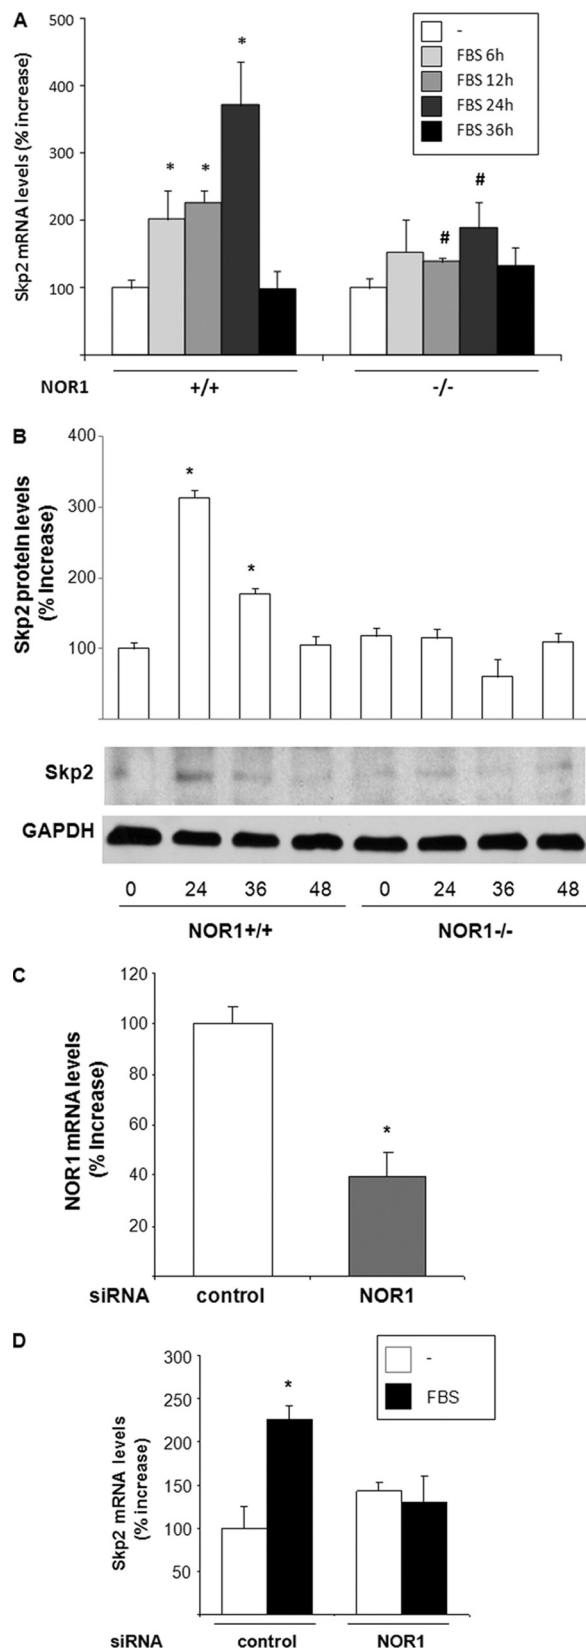 A
500
400
300
200
100
Skp2 mRNA levels (% increase)
-
FBS 6h
FBS 12h
FBS 24h
FBS 36h
* * *
# #
NOR1 +/+ -/-
B
400
300
200
100
Skp2 protein levels
(% Increase)
* *
Skp2
GAPDH
0 24 36 48 0 24 36 48
NOR1+/+ NOR1-/-
C
120
100
80
60
40
20
NOR1 mRNA levels
(% Increase)
*
siRNA control NOR1
D
300
250
200
150
100
50
Skp2 mRNA levels
(% increase)
-
FBS
*
siRNA control NOR1